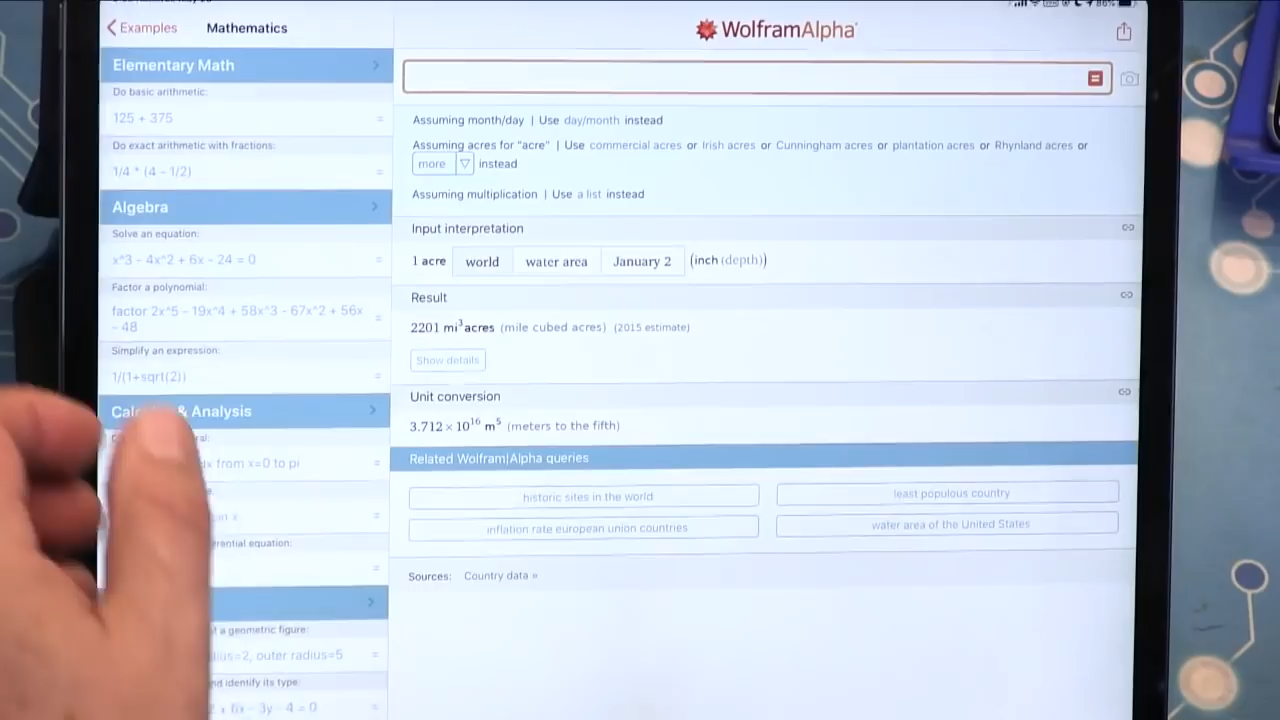 Examples
Mathematics
WolframAlpha
86%
Elementary Math
Do basic arithmetic:
125 + 375
=
Do exact arithmetic with fractions:
1/4 * (4 - 1/2)
=
Algebra
Solve an equation:
x^3 - 4x^2 + 6x - 24 = 0
=
Factor a polynomial:
factor 2x^5 - 19x^4 + 58x^3 - 67x^2 + 56x
- 48
=
Simplify an expression:
1/(1+sqrt(2))
=
& Analysis
from x=0 to pi
=
=
equation:
=
a geometric figure:
outer radius=5
=
and identify its type:
+ 6x - 3y - 4 = 0
=
=
Assuming month/day | Use day/month instead
Assuming acres for "acre" | Use commercial acres or Irish acres or Cunningham acres or plantation acres or Rhynland acres or
more instead
Assuming multiplication | Use a list instead
Input interpretation
1 acre world water area January 2 (inch (depth))
Result
2201 mi³acres (mile cubed acres) (2015 estimate)
Show details
Unit conversion
3.712 × 10¹⁶ m⁵ (meters to the fifth)
Related Wolfram|Alpha queries
historic sites in the world
least populous country
inflation rate european union countries
water area of the United States
Sources: Country data »